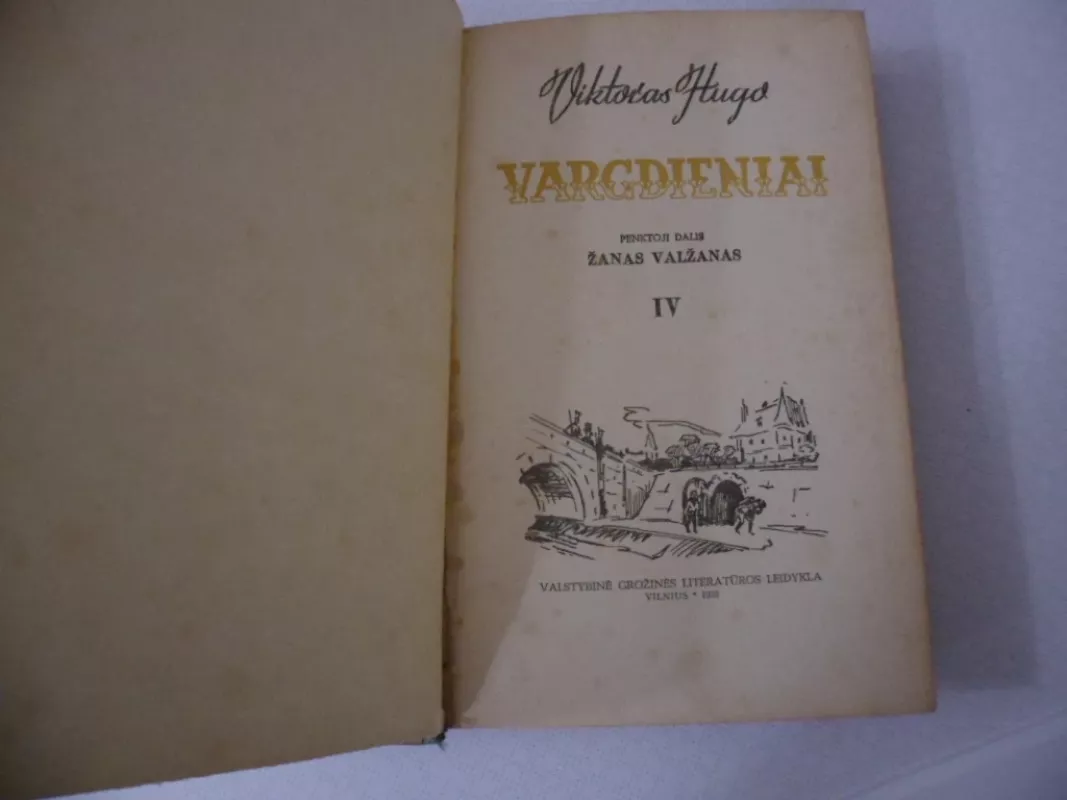 Viktoras Hugo
VARGDIENIAI
PENKTOJI DALIS
ŽANAS VALŽANAS
IV
VALSTYBINĖ GROŽINĖS LITERATŪROS LEIDYKLA
VILNIUS *